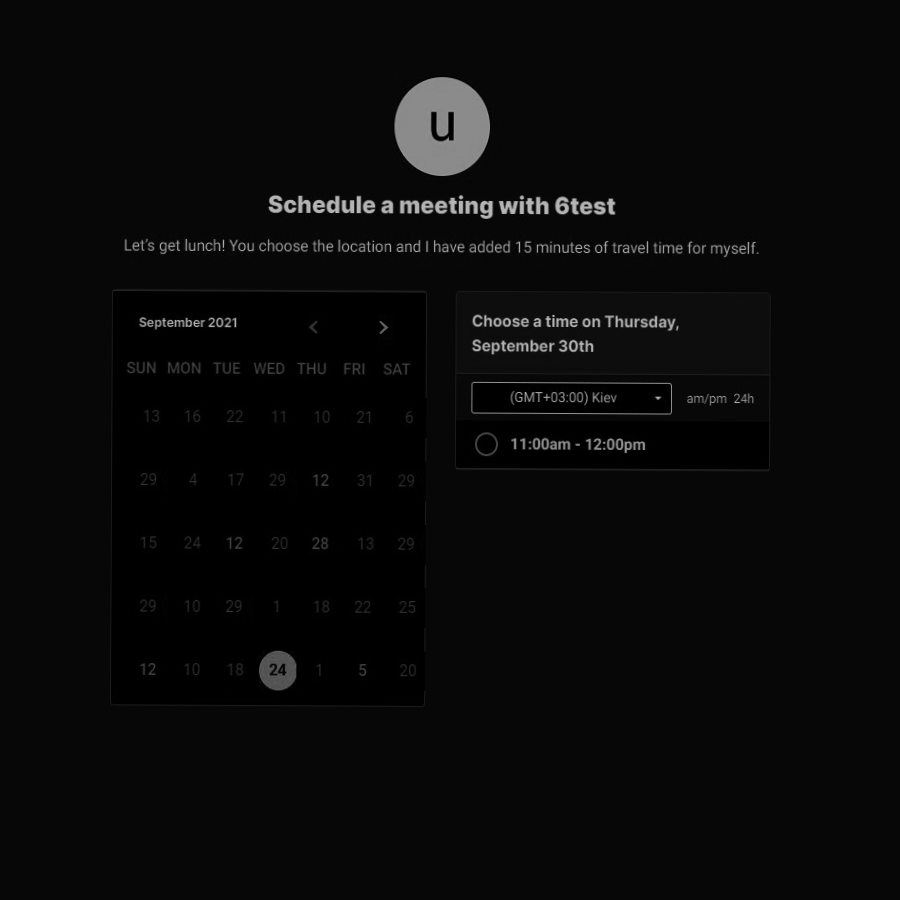 u
Schedule a meeting with 6test
Let's get lunch! You choose the location and I have added 15 minutes of travel time for myself.
September 2021
SUN MON TUE WED THU FRI SAT
13 16 22 11 10 21 6
29 4 17 29 12 31 29
15 24 12 20 28 13 29
29 10 29 1 18 22 25
12 10 18 24 1 5 20
Choose a time on Thursday,
September 30th
(GMT+03:00) Kiev am/pm 24h
11:00am - 12:00pm